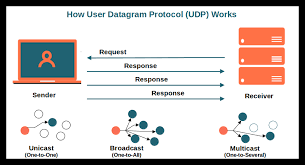 How User Datagram Protocol (UDP) Works
Request
Response
Response
Response
Sender
Receiver
Unicast
(One-to-One)
Broadcast
(One-to-All)
Multicast
(One-to-Several)